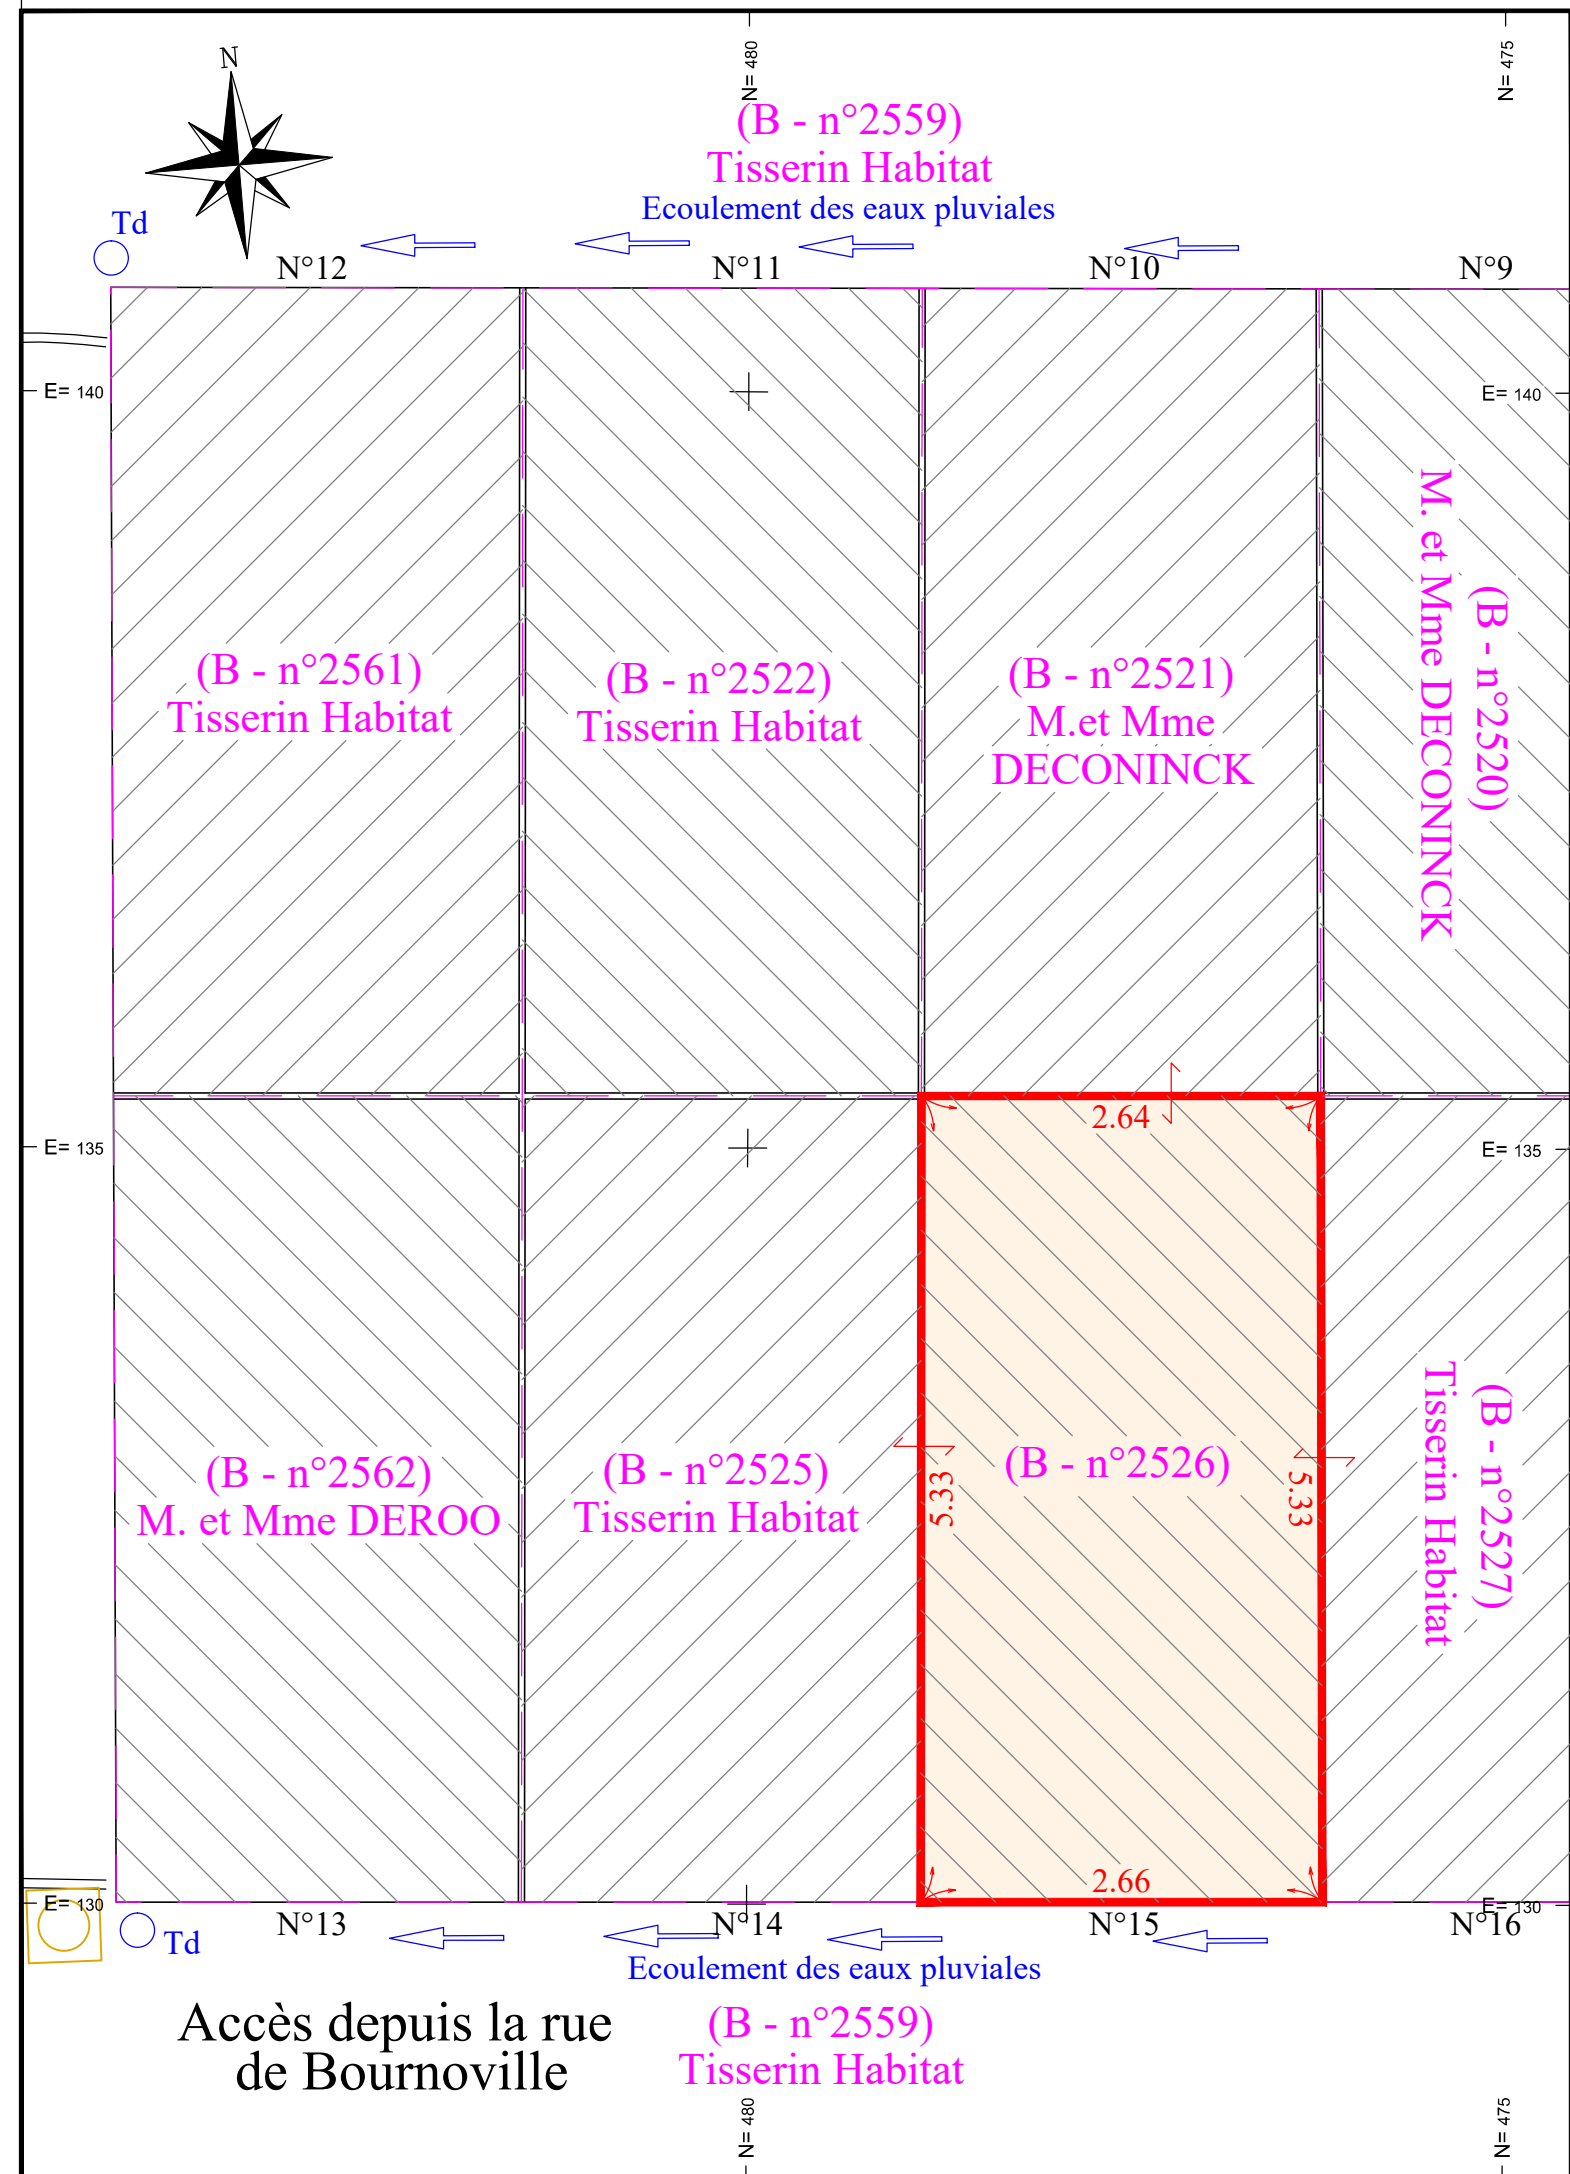 N= 480
N= 475
N
(B - n°2559)
Tisserin Habitat
Ecoulement des eaux pluviales
Td
N°12
N°11
N°10
N°9
E= 140
E= 140
(B - n°2561)
Tisserin Habitat
(B - n°2522)
Tisserin Habitat
(B - n°2521)
M.et Mme
DECONINCK
(B - n°2520)
M. et Mme DECONINCK
E= 135
E= 135
2.64
(B - n°2562)
M. et Mme DEROO
(B - n°2525)
Tisserin Habitat
5.33
(B - n°2526)
5.33
(B - n°2527)
Tisserin Habitat
2.66
E= 130
E= 130
N°13
N°14
N°15
N°16
Td
Ecoulement des eaux pluviales
Accès depuis la rue
de Bournoville
(B - n°2559)
Tisserin Habitat
N= 480
N= 475